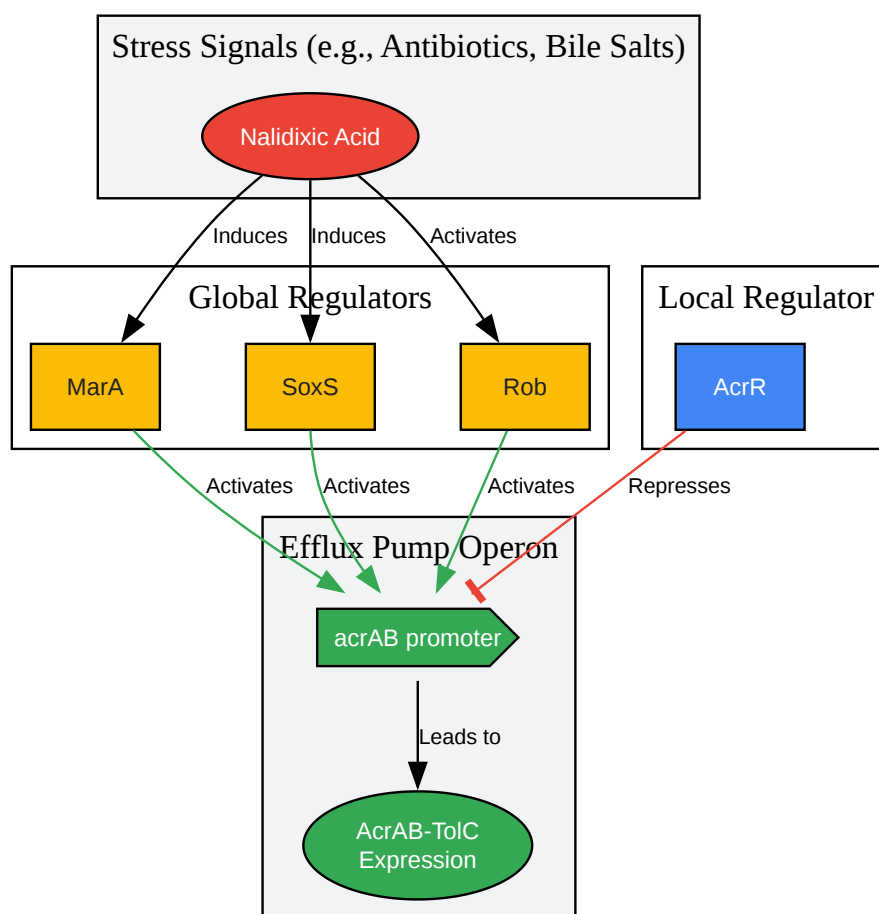 Stress Signals (e.g., Antibiotics, Bile Salts)
Nalidixic Acid
Induces
Induces
Activates
Global Regulators
Local Regulator
MarA
SoxS
Rob
AcrR
Activates
Activates
Activates
Represses
Efflux Pump Operon
acrAB promoter
Leads to
AcrAB-TolC
Expression